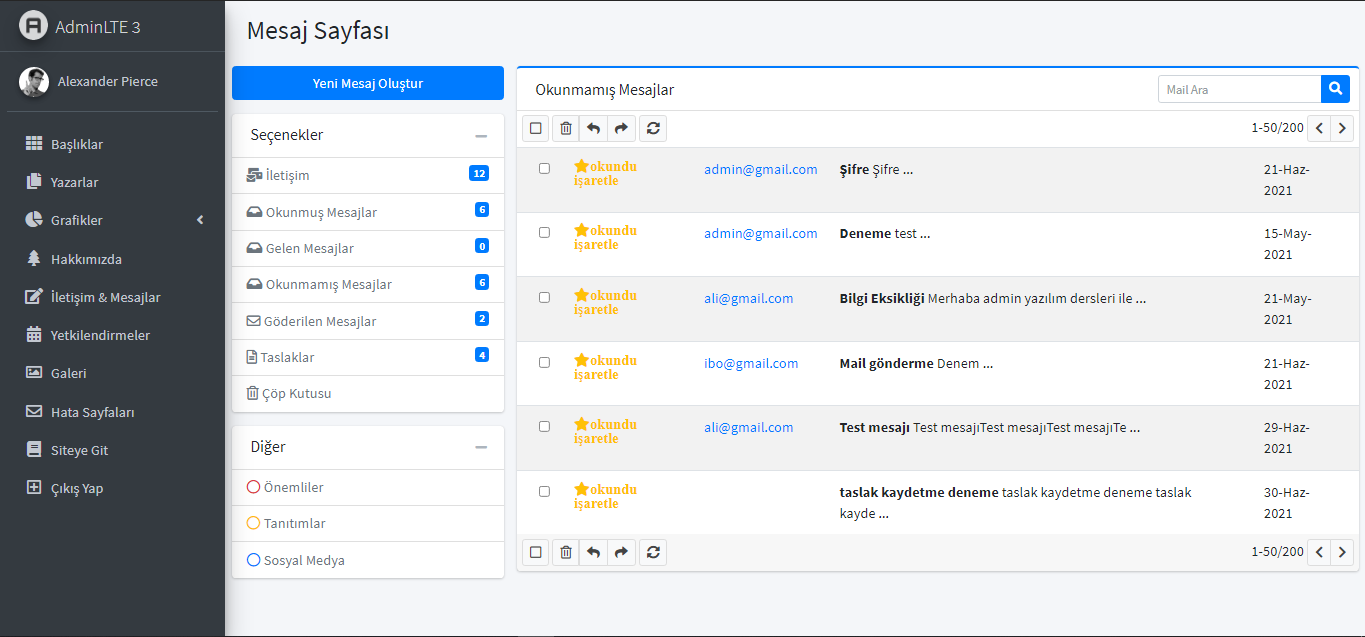 AdminLTE 3
Alexander Pierce
Başlıklar
Yazarlar
Grafikler
Hakkımızda
İletişim & Mesajlar
Yetkilendirmeler
Galeri
Hata Sayfaları
Siteye Git
Çıkış Yap
Mesaj Sayfası
Yeni Mesaj Oluştur
Seçenekler
İletişim 12
Okunmuş Mesajlar 6
Gelen Mesajlar 0
Okunmamış Mesajlar 6
Göderilen Mesajlar 2
Taslaklar 4
Çöp Kutusu
Diğer
Önemliler
Tanıtımlar
Sosyal Medya
Okunmamış Mesajlar
Mail Ara
1-50/200
okundu
işaretle
admin@gmail.com
Şifre Şifre ...
21-Haz-
2021
okundu
işaretle
admin@gmail.com
Deneme test ...
15-May-
2021
okundu
işaretle
ali@gmail.com
Bilgi Eksikliği Merhaba admin yazılım dersleri ile ...
21-May-
2021
okundu
işaretle
ibo@gmail.com
Mail gönderme Denem ...
21-Haz-
2021
okundu
işaretle
ali@gmail.com
Test mesajı Test mesajıTest mesajıTest mesajıTe ...
29-Haz-
2021
okundu
işaretle
taslak kaydetme deneme taslak kaydetme deneme taslak
kayde ...
30-Haz-
2021
1-50/200